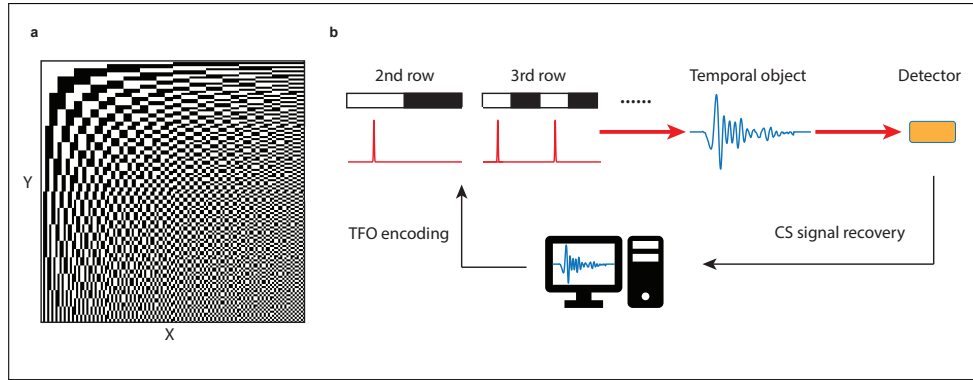 a
b
2nd row
3rd row
......
Temporal object
Detector
Y
X
TFO encoding
CS signal recovery